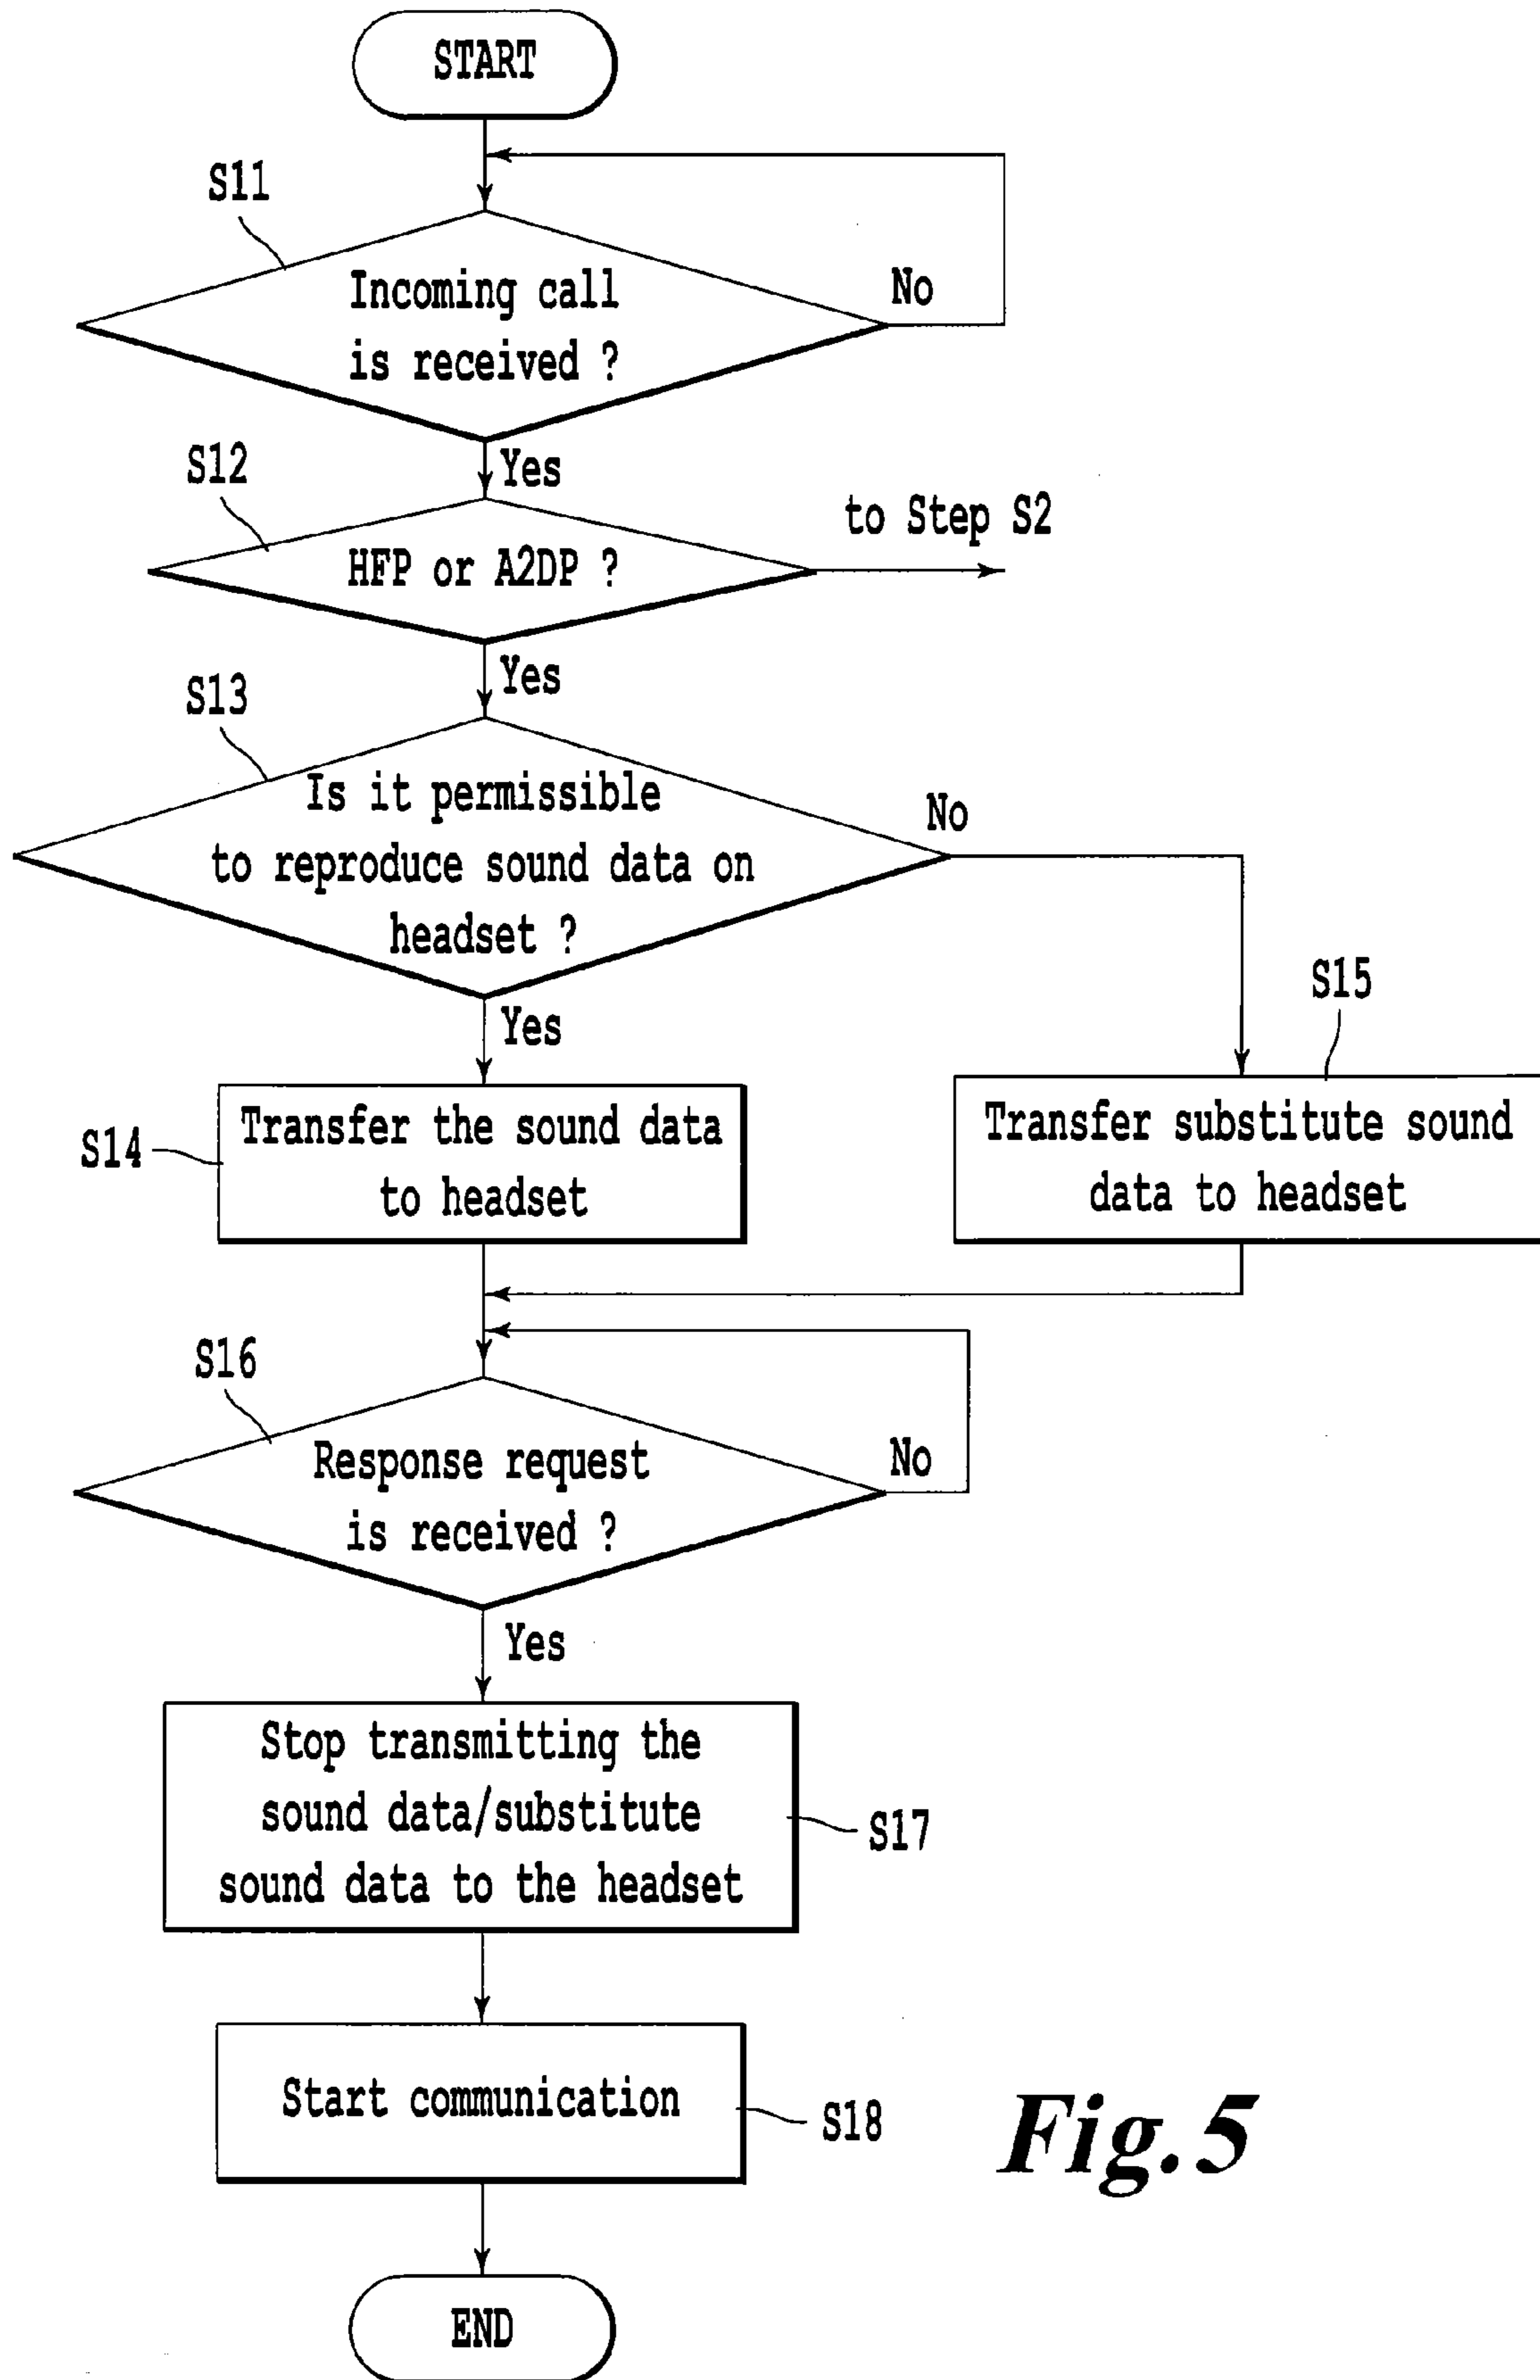 START
S11
Incoming call
is received ?
No
Yes
S12
to Step S2
HFP or A2DP ?
Yes
S13
Is it permissible
to reproduce sound data on
headset ?
No
Yes
S14
Transfer the sound data
to headset
S15
Transfer substitute sound
data to headset
S16
Response request
is received ?
No
Yes
Stop transmitting the
sound data/substitute
sound data to the headset
S17
Start communication
S18
END
Fig.5